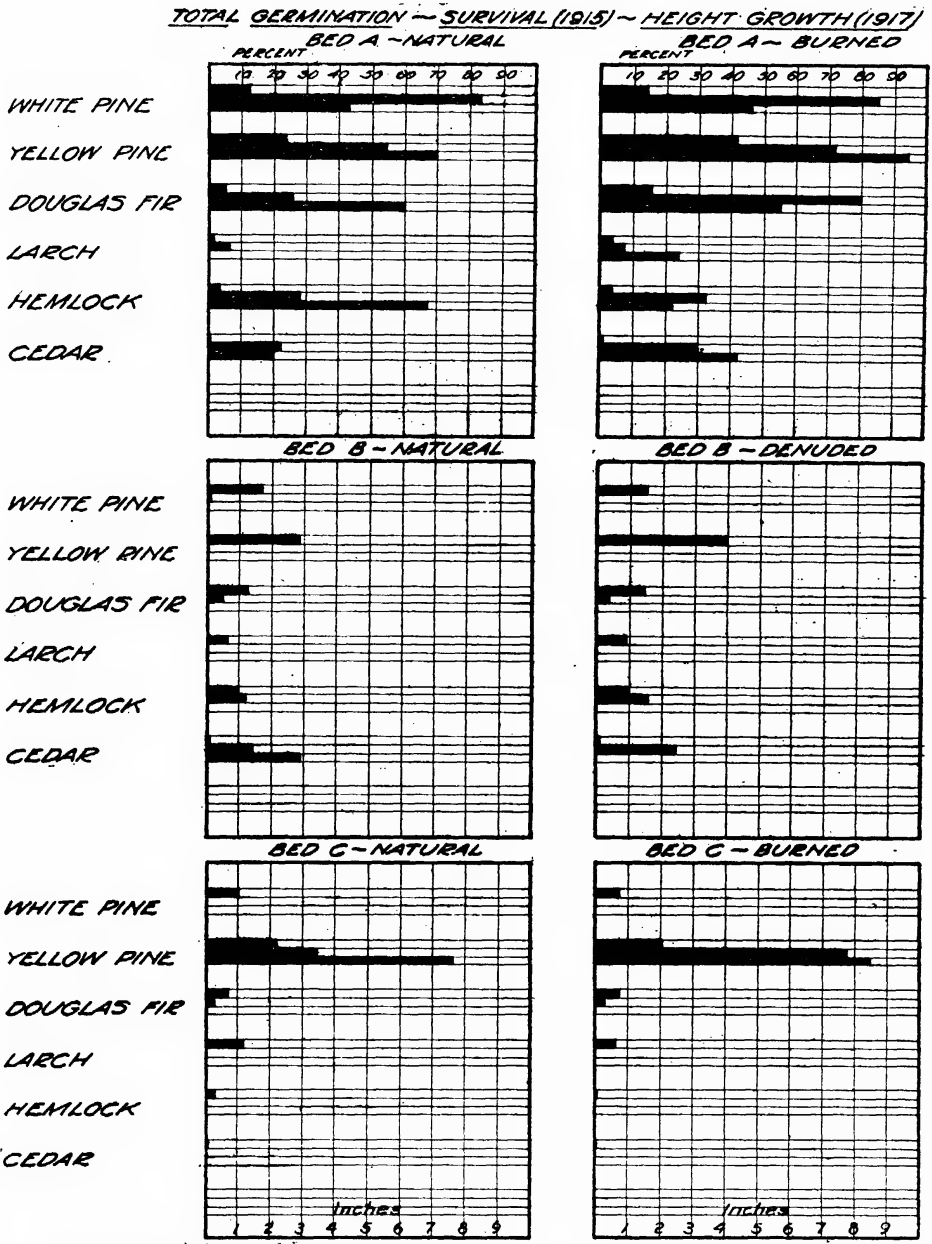 TOTAL GERMINATION ~ SURVIVAL (1915) ~ HEIGHT GROWTH (1917)
BED A ~ NATURAL
BED A ~ BURNED
PERCENT
PERCENT
10 20 30 40 50 60 70 80 90
10 20 30 40 50 60 70 80 90
WHITE PINE
YELLOW PINE
DOUGLAS FIR
LARCH
HEMLOCK
CEDAR
BED B ~ NATURAL
BED B ~ DENUDED
WHITE PINE
YELLOW PINE
DOUGLAS FIR
LARCH
HEMLOCK
CEDAR
BED C ~ NATURAL
BED C ~ BURNED
WHITE PINE
YELLOW PINE
DOUGLAS FIR
LARCH
HEMLOCK
CEDAR
Inches
Inches
1 2 3 4 5 6 7 8 9
1 2 3 4 5 6 7 8 9